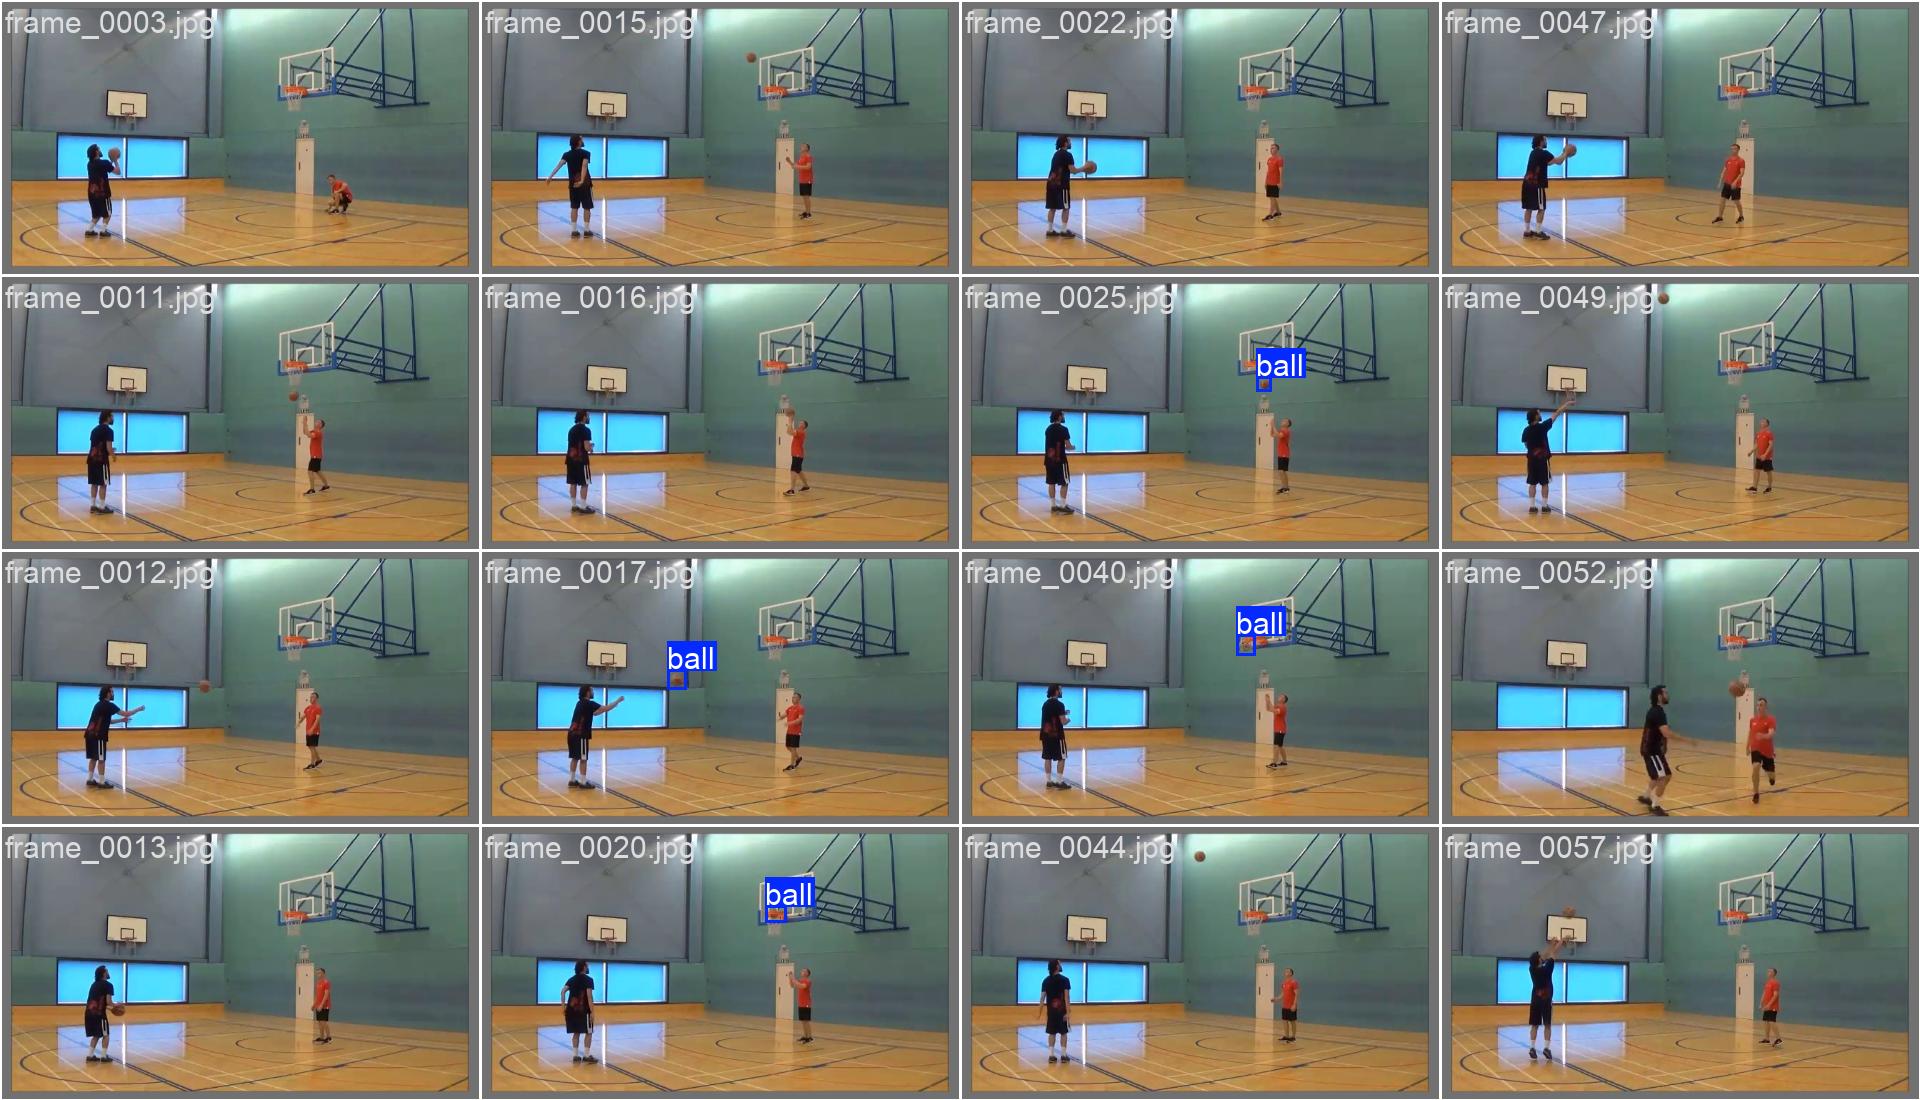 frame_0003.jpg
frame_0015.jpg
frame_0022.jpg
frame_0047.jpg
frame_0011.jpg
frame_0016.jpg
frame_0025.jpg
ball
frame_0049.jpg
frame_0012.jpg
frame_0017.jpg
ball
frame_0040.jpg
ball
frame_0052.jpg
frame_0013.jpg
frame_0020.jpg
ball
frame_0044.jpg
frame_0057.jpg